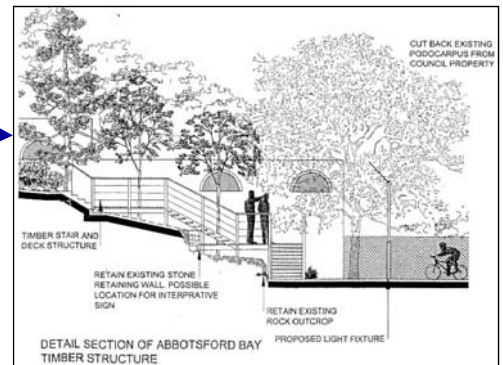 CUT BACK EXISTING
PODOCARPUS FROM
COUNCIL PROPERTY
TIMBER STAIR AND
DECK STRUCTURE
RETAIN EXISTING STONE
RETAINING WALL. POSSIBLE
LOCATION FOR INTERPRATIVE
SIGN
RETAIN EXISTING
ROCK OUTCROP
PROPOSED LIGHT FIXTURE
DETAIL SECTION OF ABBOTSFORD BAY
TIMBER STRUCTURE